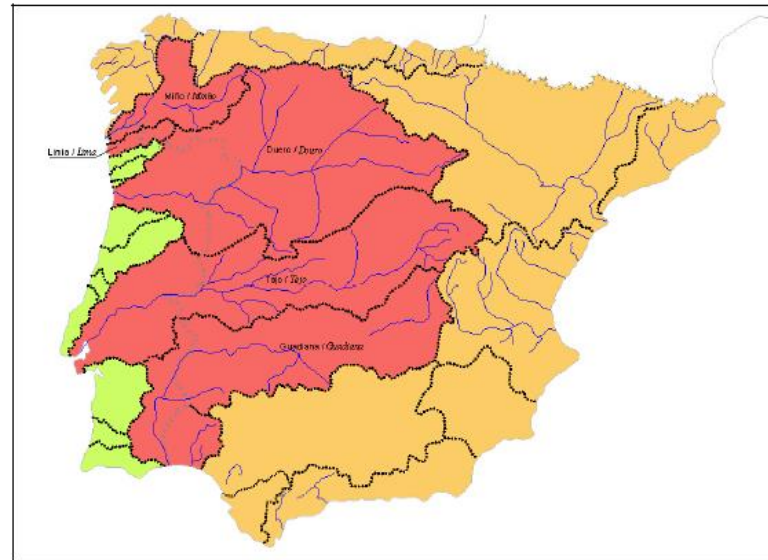 Miño / Minho
Limia / Lima
Duero / Douro
Tajo / Tejo
Guadiana / Guadiana